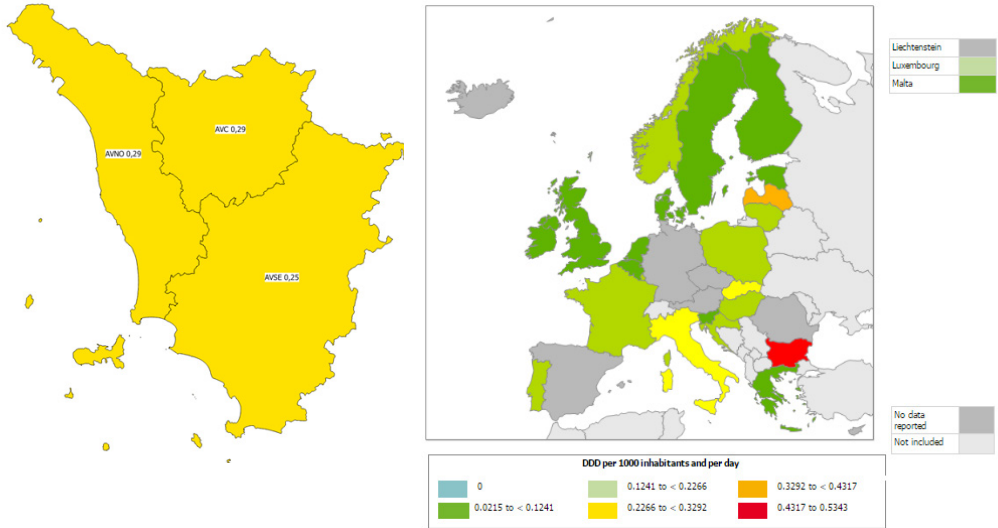 AVC 0,29
AVNO 0,29
AVSE 0,25
Liechtenstein
Luxembourg
Malta
No data
reported
Not included
DDD per 1000 inhabitants and per day
0
0.1241 to < 0.2266
0.3292 to < 0.4317
0.0215 to < 0.1241
0.2266 to < 0.3292
0.4317 to 0.5343